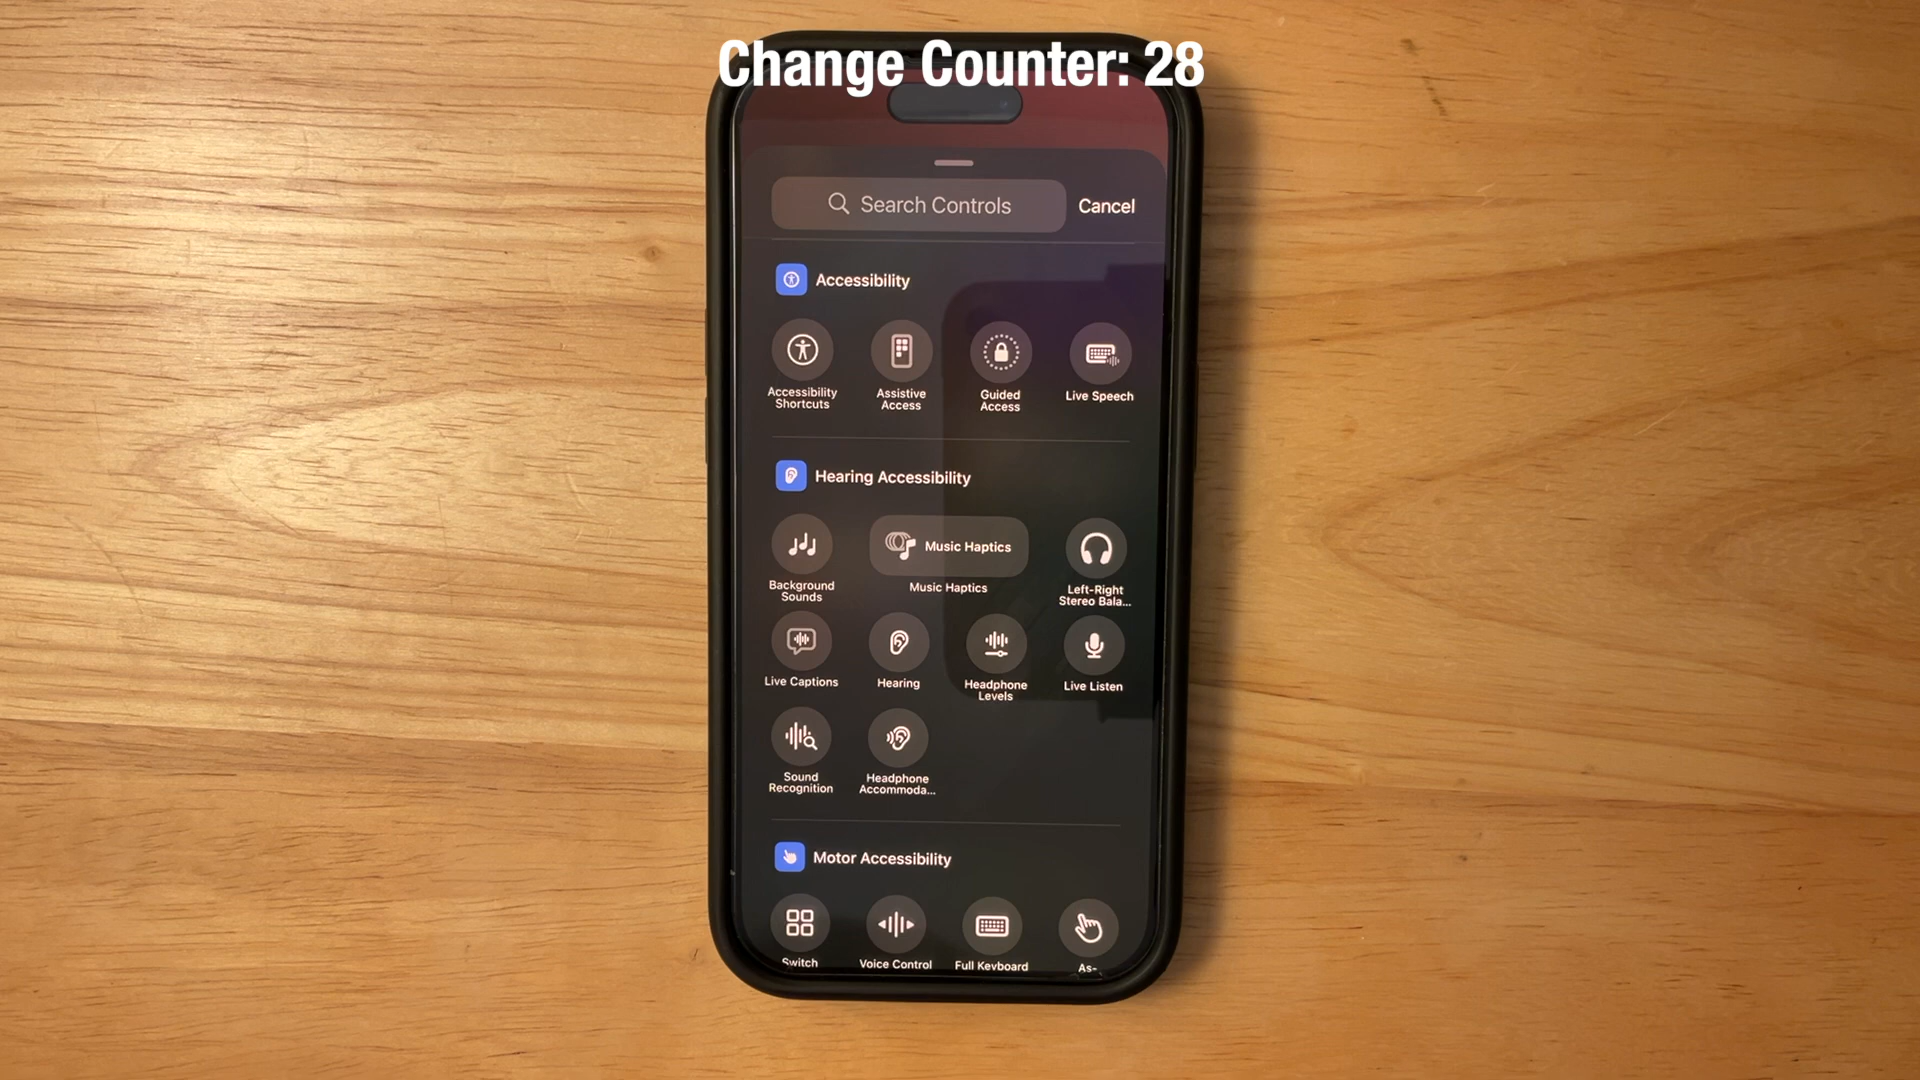 Change Counter: 28
Search Controls
Cancel
Accessibility
Accessibility
Shortcuts
Assistive
Access
Guided
Access
Live Speech
Hearing Accessibility
Background
Sounds
Music Haptics
Music Haptics
Left-Right
Stereo Bala...
Live Captions
Hearing
Headphone
Levels
Live Listen
Sound
Recognition
Headphone
Accommoda...
Motor Accessibility
Switch
Voice Control
Full Keyboard
As-